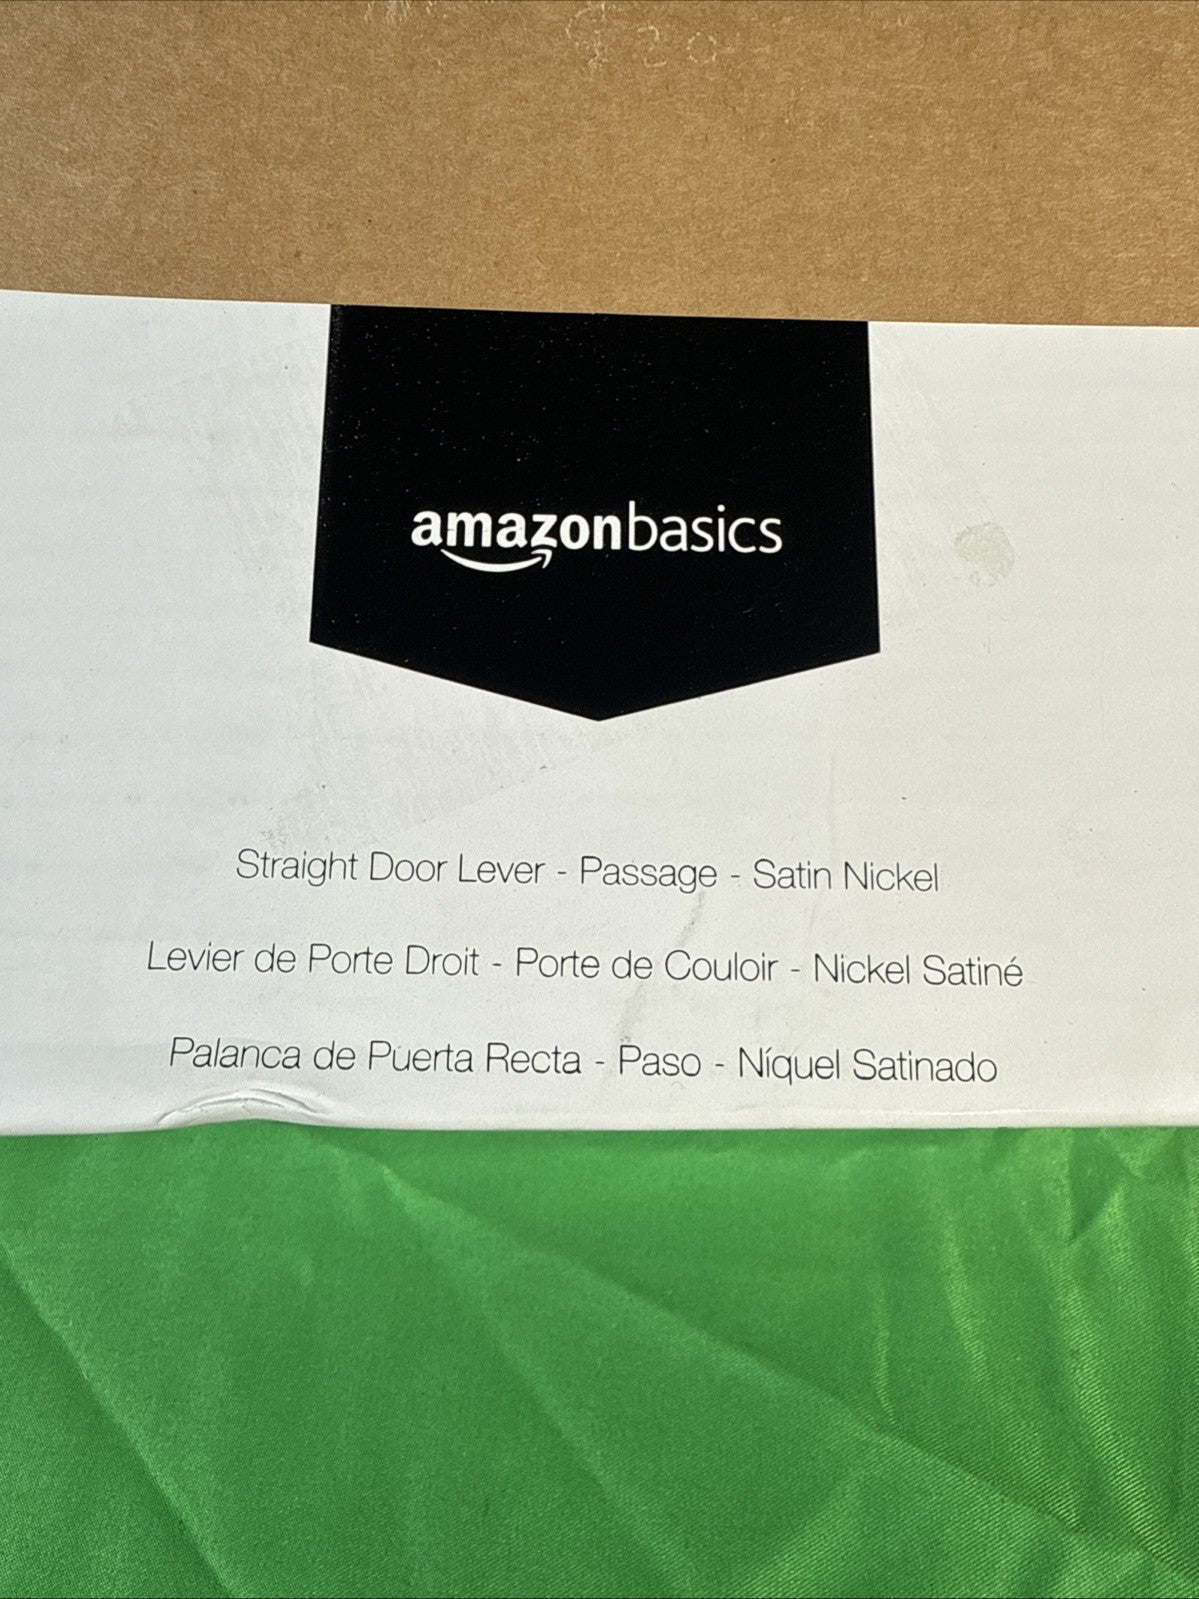 amazonbasics
Straight Door Lever - Passage - Satin Nickel
Levier de Porte Droit - Porte de Couloir - Nickel Satiné
Palanca de Puerta Recta - Paso - Níquel Satinado